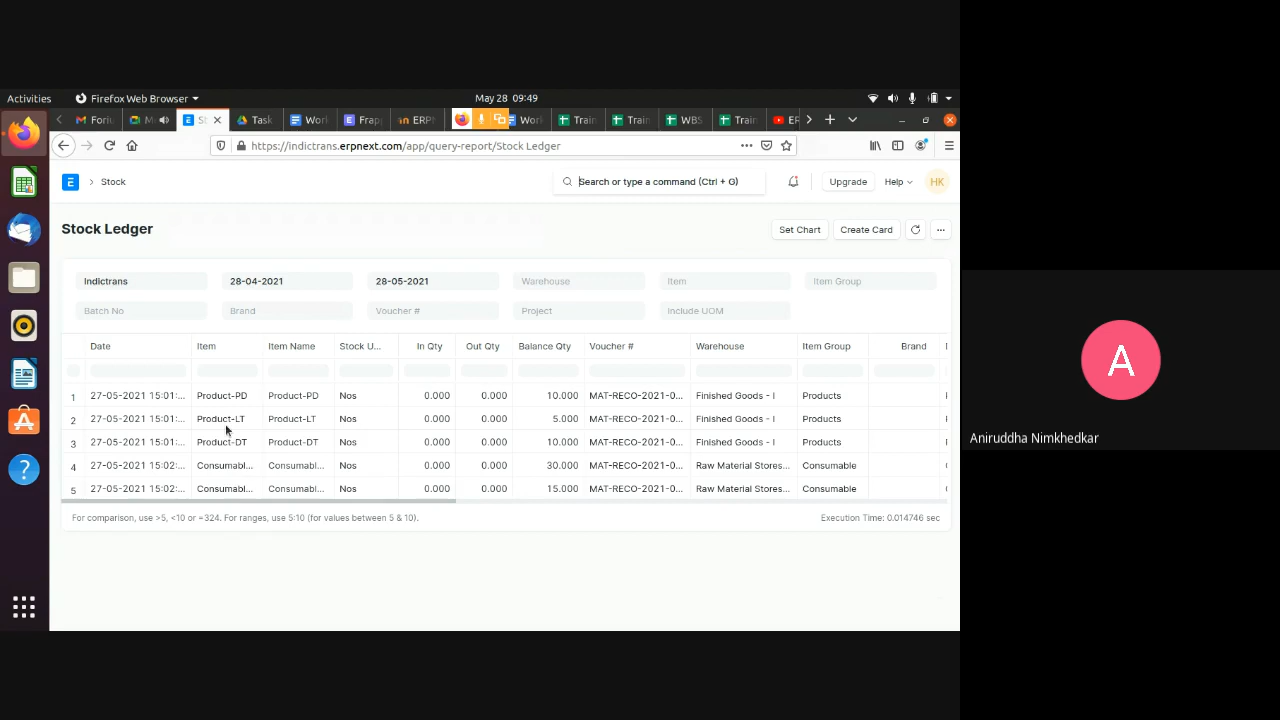 Activities Firefox Web Browser May 28 09:49
Task Work Frap ERPN Work Train Train WBS Train
https://indictrans.erpnext.com/app/query-report/Stock Ledger
Stock Search or type a command (Ctrl + G) Upgrade Help HK
Stock Ledger Set Chart Create Card
Indictrans 28-04-2021 28-05-2021 Warehouse Item Item Group
Batch No Brand Voucher # Project Include UOM
Date Item Item Name Stock U... In Qty Out Qty Balance Qty Voucher # Warehouse Item Group Brand
1 27-05-2021 15:01:... Product-PD Product-PD Nos 0.000 0.000 10.000 MAT-RECO-2021-0... Finished Goods - I Products
2 27-05-2021 15:01:... Product-LT Product-LT Nos 0.000 0.000 5.000 MAT-RECO-2021-0... Finished Goods - I Products
3 27-05-2021 15:01:... Product-DT Product-DT Nos 0.000 0.000 10.000 MAT-RECO-2021-0... Finished Goods - I Products
4 27-05-2021 15:02:... Consumabl... Consumabl... Nos 0.000 0.000 30.000 MAT-RECO-2021-0... Raw Material Stores... Consumable
5 27-05-2021 15:02:... Consumabl... Consumabl... Nos 0.000 0.000 15.000 MAT-RECO-2021-0... Raw Material Stores... Consumable
For comparison, use >5, <10 or =324. For ranges, use 5:10 (for values between 5 & 10). Execution Time: 0.014746 sec
A
Aniruddha Nimkhedkar